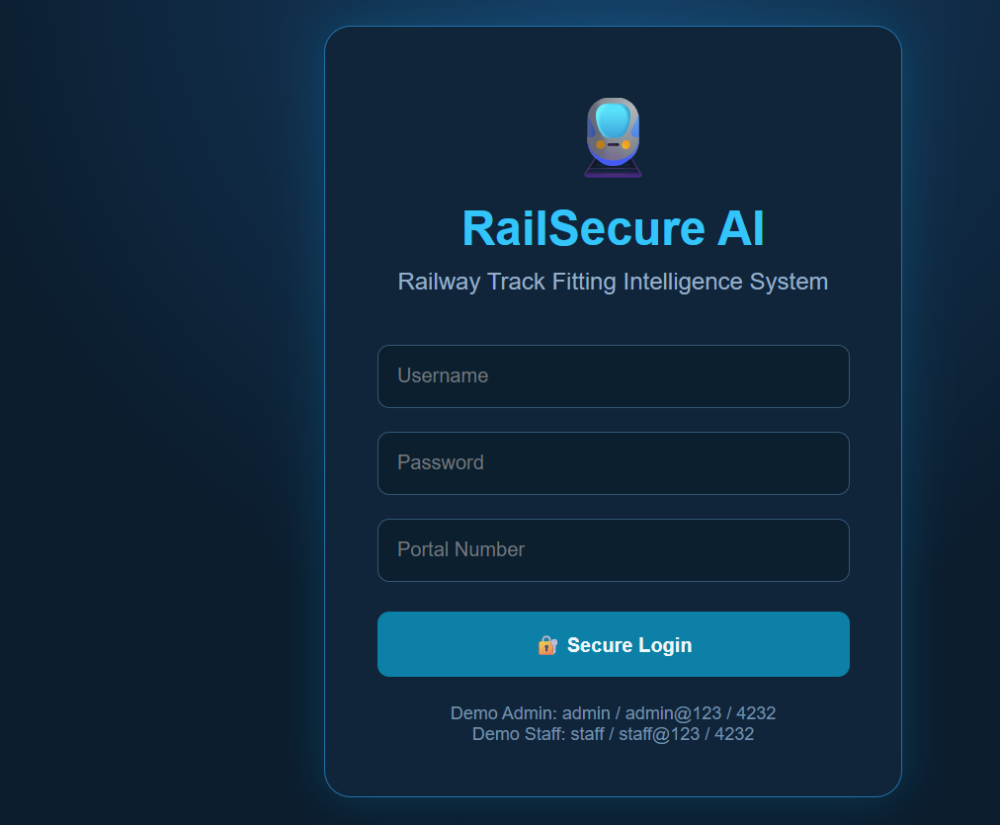 RailSecure AI
Railway Track Fitting Intelligence System
Username
Password
Portal Number
🔐 Secure Login
Demo Admin: admin / admin@123 / 4232
Demo Staff: staff / staff@123 / 4232